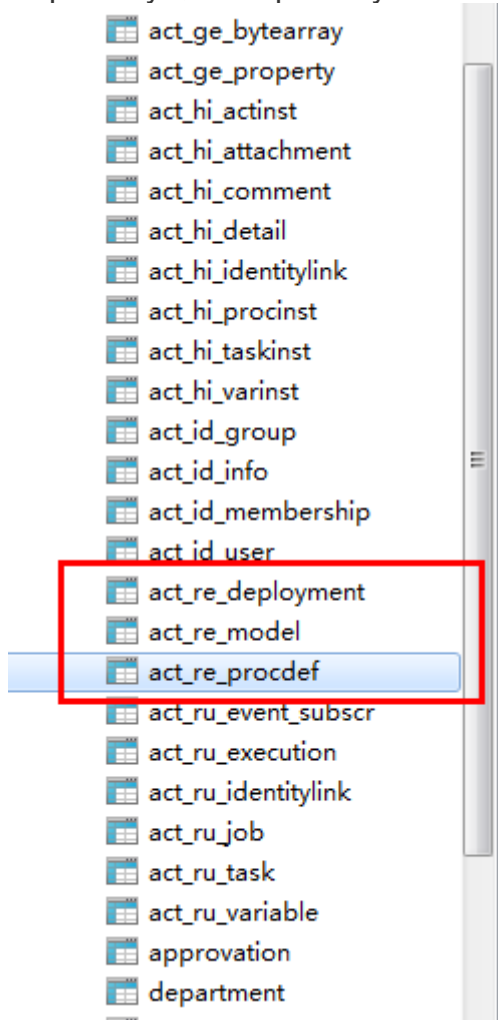 act_ge_bytearray
act_ge_property
act_hi_actinst
act_hi_attachment
act_hi_comment
act_hi_detail
act_hi_identitylink
act_hi_procinst
act_hi_taskinst
act_hi_varinst
act_id_group
act_id_info
act_id_membership
act_id_user
act_re_deployment
act_re_model
act_re_procdef
act_ru_event_subscr
act_ru_execution
act_ru_identitylink
act_ru_job
act_ru_task
act_ru_variable
approvation
department